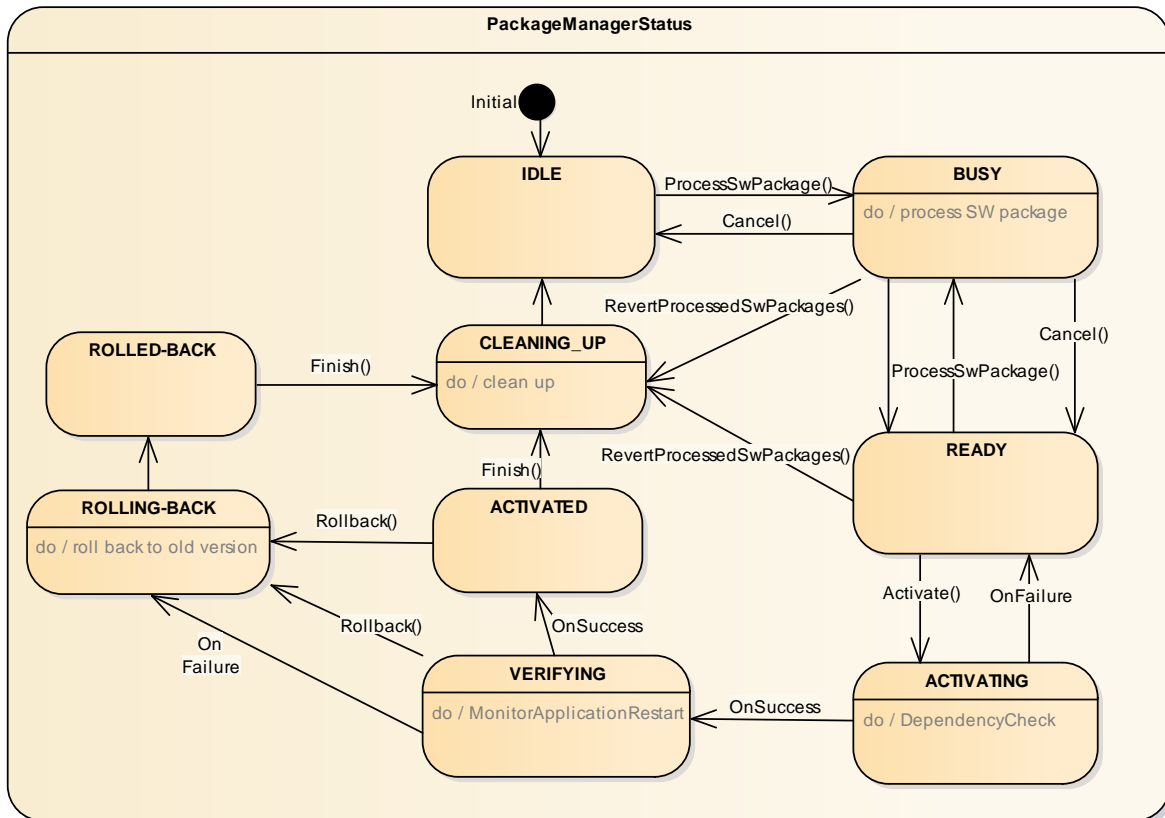 PackageManagerStatus
Initial
IDLE
ProcessSwPackage()
Cancel()
BUSY
do / process SW package
RevertProcessedSwPackages()
Cancel()
ProcessSwPackage()
ROLLED-BACK
Finish()
CLEANING_UP
do / clean up
READY
RevertProcessedSwPackages()
Finish()
ROLLING-BACK
do / roll back to old version
Rollback()
ACTIVATED
Activate()
OnFailure
Rollback()
OnSuccess
On
Failure
VERIFYING
do / MonitorApplicationRestart
OnSuccess
ACTIVATING
do / DependencyCheck